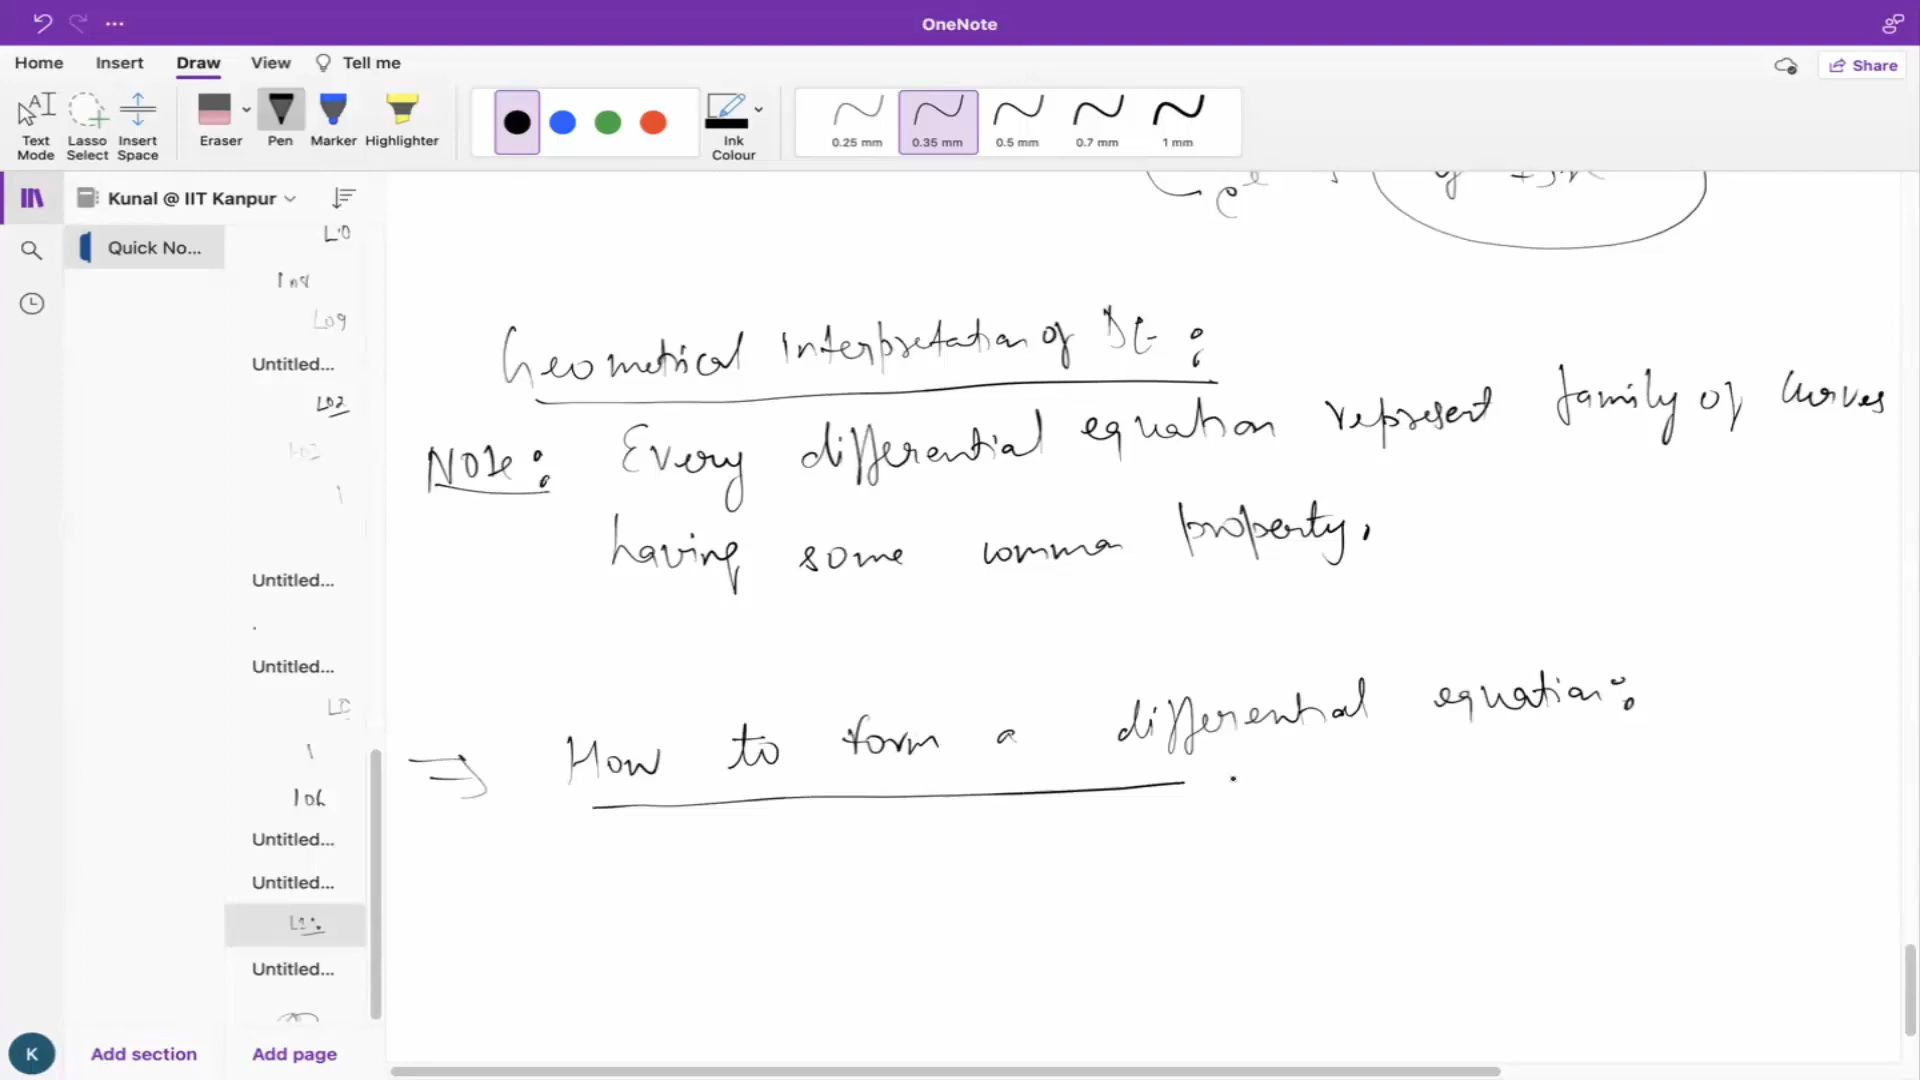 OneNote
Home Insert Draw View Tell me
Share
Text Mode
Lasso Select
Insert Space
Eraser
Pen
Marker
Highlighter
Ink Colour
0.25 mm
0.35 mm
0.5 mm
0.7 mm
1 mm
Kunal @ IIT Kanpur
Quick No...
L09
Untitled...
L02
Untitled...
Untitled...
Untitled...
Untitled...
Untitled...
K
Add section
Add page
Geometrical Interpretation of DE :
Note: Every differential equation represent family of curves
having some common property.
⇒ How to form a differential equation: